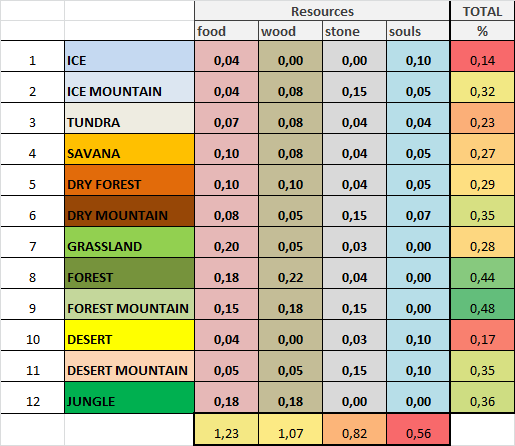 Resources TOTAL
food wood stone souls %
1 ICE 0,04 0,00 0,00 0,10 0,14
2 ICE MOUNTAIN 0,04 0,08 0,15 0,05 0,32
3 TUNDRA 0,07 0,08 0,04 0,04 0,23
4 SAVANA 0,10 0,08 0,04 0,05 0,27
5 DRY FOREST 0,10 0,10 0,04 0,05 0,29
6 DRY MOUNTAIN 0,08 0,05 0,15 0,07 0,35
7 GRASSLAND 0,20 0,05 0,03 0,00 0,28
8 FOREST 0,18 0,22 0,04 0,00 0,44
9 FOREST MOUNTAIN 0,15 0,18 0,15 0,00 0,48
10 DESERT 0,04 0,00 0,03 0,10 0,17
11 DESERT MOUNTAIN 0,05 0,05 0,15 0,10 0,35
12 JUNGLE 0,18 0,18 0,00 0,00 0,36
1,23 1,07 0,82 0,56